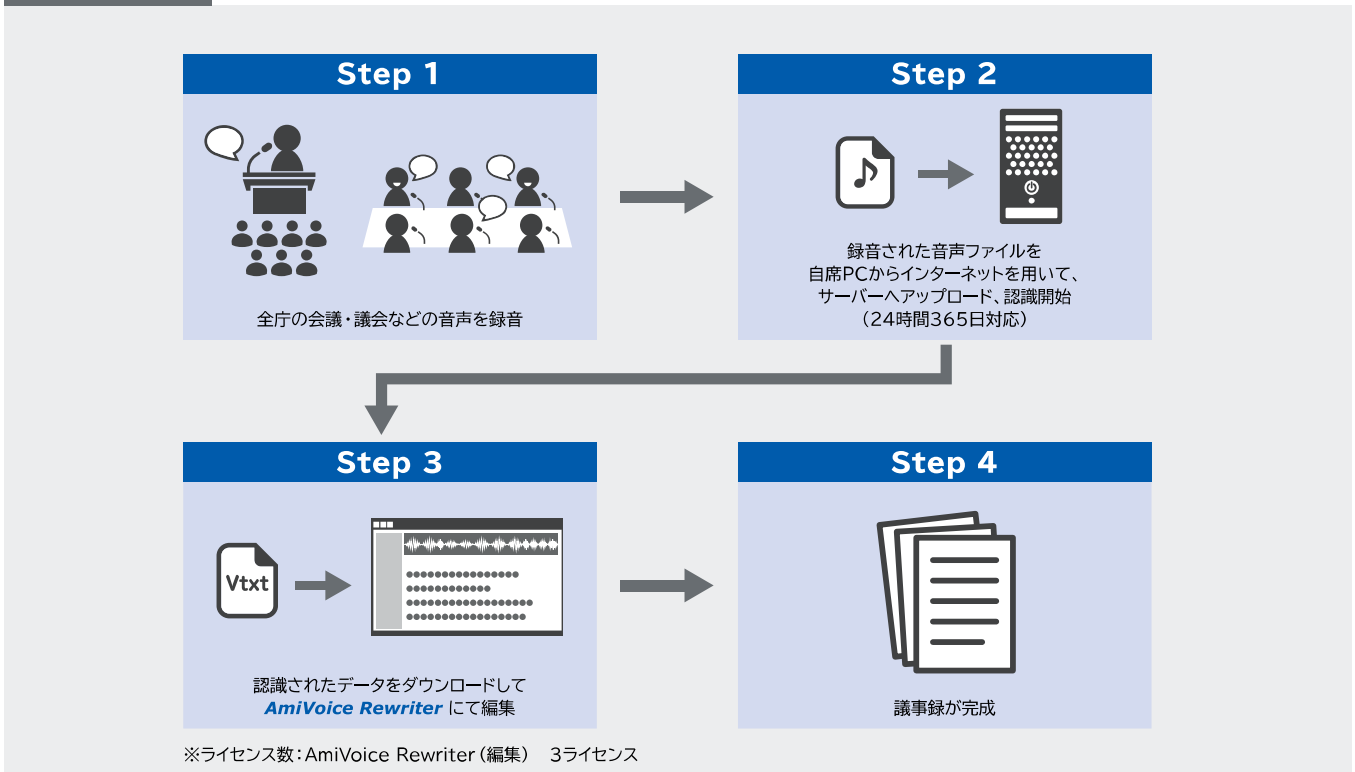 Step 1
全庁の会議・議会などの音声を録音
Step 2
録音された音声ファイルを
自席PCからインターネットを用いて、
サーバーへアップロード、認識開始
（24時間365日対応）
Step 3
Vtxt
認識されたデータをダウンロードして
AmiVoice Rewriter にて編集
Step 4
議事録が完成
※ライセンス数：AmiVoice Rewriter（編集）　3ライセンス